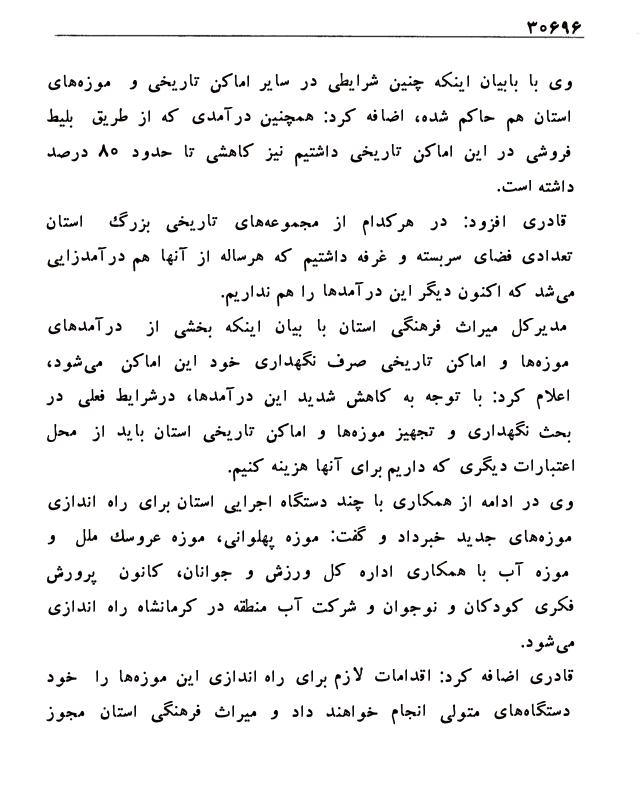 ۳۰۶۹۶
وی با بابیان اینکه چنین شرایطی در سایر اماکن تاریخی و موزه‌های
استان هم حاکم شده، اضافه کرد: همچنین درآمدی که از طریق بلیط
فروشی در این اماکن تاریخی داشتیم نیز کاهشی تا حدود ۸۰ درصد
داشته است.
قادری افزود: در هرکدام از مجموعه‌های تاریخی بزرگ استان
تعدادی فضای سربسته و غرفه داشتیم که هرساله از آنها هم درآمدزایی
می‌شد که اکنون دیگر این درآمدها را هم نداریم.
مدیرکل میراث فرهنگی استان با بیان اینکه بخشی از درآمدهای
موزه‌ها و اماکن تاریخی صرف نگهداری خود این اماکن می‌شود،
اعلام کرد: با توجه به کاهش شدید این درآمدها، درشرایط فعلی در
بحث نگهداری و تجهیز موزه‌ها و اماکن تاریخی استان باید از محل
اعتبارات دیگری که داریم برای آنها هزینه کنیم.
وی در ادامه از همکاری با چند دستگاه اجرایی استان برای راه اندازی
موزه‌های جدید خبرداد و گفت: موزه پهلوانی، موزه عروسك ملل و
موزه آب با همکاری اداره کل ورزش و جوانان، کانون پرورش
فکری کودکان و نوجوان و شرکت آب منطقه در کرمانشاه راه اندازی
می‌شود.
قادری اضافه کرد: اقدامات لازم برای راه اندازی این موزه‌ها را خود
دستگاه‌های متولی انجام خواهند داد و میراث فرهنگی استان مجوز